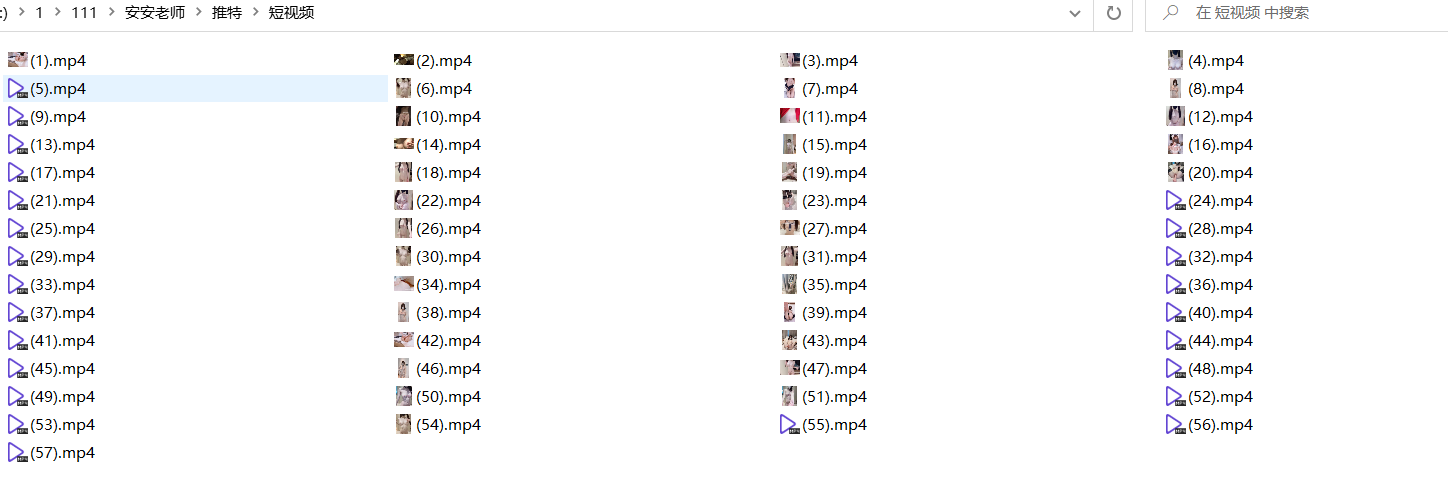 :) > 1 > 111 > 安安老师 > 推特 > 短视频 在 短视频 中搜索
(1).mp4 (2).mp4 (3).mp4 (4).mp4
(5).mp4 (6).mp4 (7).mp4 (8).mp4
(9).mp4 (10).mp4 (11).mp4 (12).mp4
(13).mp4 (14).mp4 (15).mp4 (16).mp4
(17).mp4 (18).mp4 (19).mp4 (20).mp4
(21).mp4 (22).mp4 (23).mp4 (24).mp4
(25).mp4 (26).mp4 (27).mp4 (28).mp4
(29).mp4 (30).mp4 (31).mp4 (32).mp4
(33).mp4 (34).mp4 (35).mp4 (36).mp4
(37).mp4 (38).mp4 (39).mp4 (40).mp4
(41).mp4 (42).mp4 (43).mp4 (44).mp4
(45).mp4 (46).mp4 (47).mp4 (48).mp4
(49).mp4 (50).mp4 (51).mp4 (52).mp4
(53).mp4 (54).mp4 (55).mp4 (56).mp4
(57).mp4